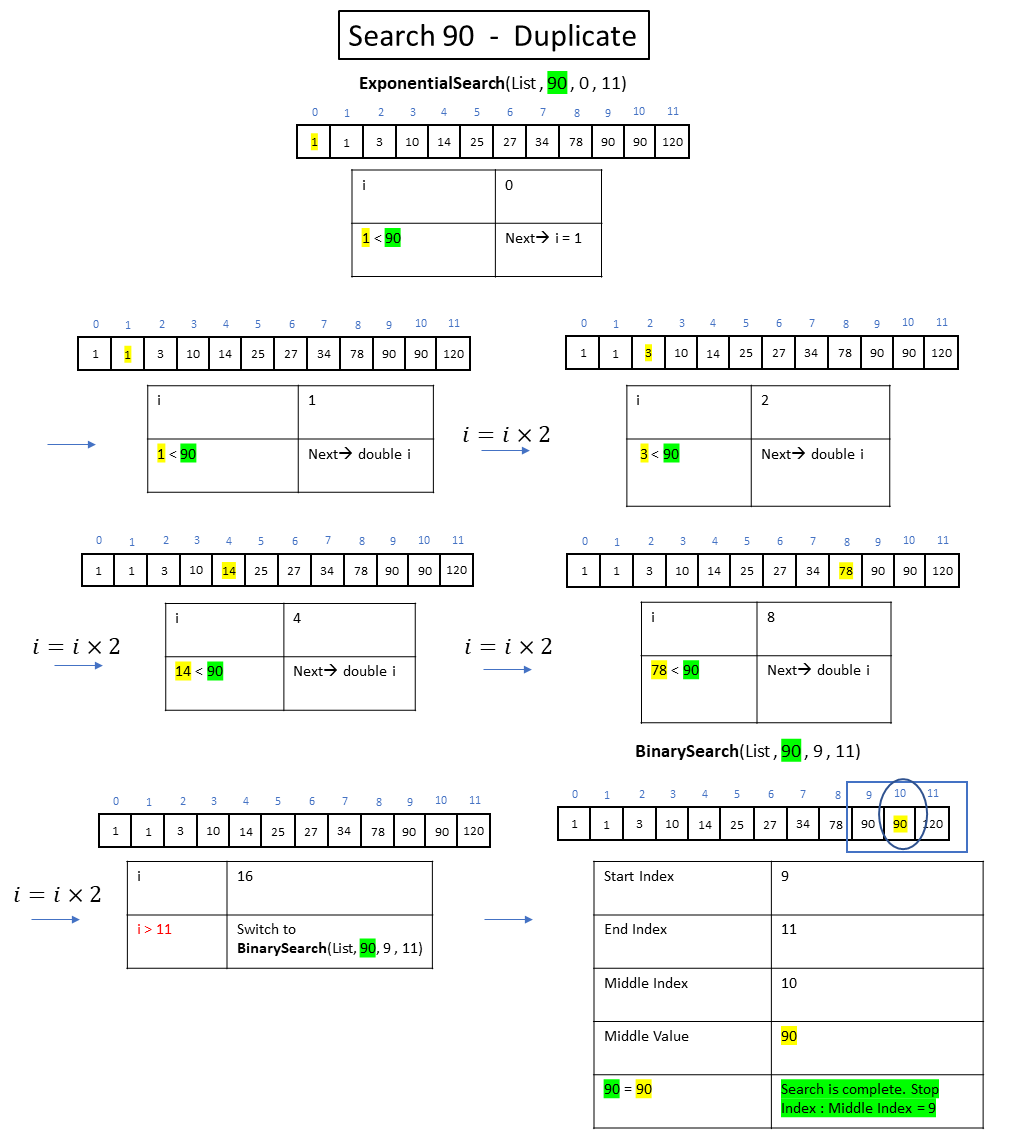 Search 90 - Duplicate
ExponentialSearch(List , 90 , 0 , 11)
0 1 2 3 4 5 6 7 8 9 10 11
1 1 3 10 14 25 27 34 78 90 90 120
i 0
1 < 90 Next→ i = 1
0 1 2 3 4 5 6 7 8 9 10 11
1 1 3 10 14 25 27 34 78 90 90 120
i 1
1 < 90 Next→ double i
i = i × 2
0 1 2 3 4 5 6 7 8 9 10 11
1 1 3 10 14 25 27 34 78 90 90 120
i 2
3 < 90 Next→ double i
i = i × 2
0 1 2 3 4 5 6 7 8 9 10 11
1 1 3 10 14 25 27 34 78 90 90 120
i 4
14 < 90 Next→ double i
i = i × 2
0 1 2 3 4 5 6 7 8 9 10 11
1 1 3 10 14 25 27 34 78 90 90 120
i 8
78 < 90 Next→ double i
i = i × 2
0 1 2 3 4 5 6 7 8 9 10 11
1 1 3 10 14 25 27 34 78 90 90 120
i 16
i > 11 Switch to
BinarySearch(List, 90, 9 , 11)
BinarySearch(List , 90 , 9 , 11)
0 1 2 3 4 5 6 7 8 9 10 11
1 1 3 10 14 25 27 34 78 90 90 120
Start Index 9
End Index 11
Middle Index 10
Middle Value 90
90 = 90 Search is complete. Stop
Index : Middle Index = 9